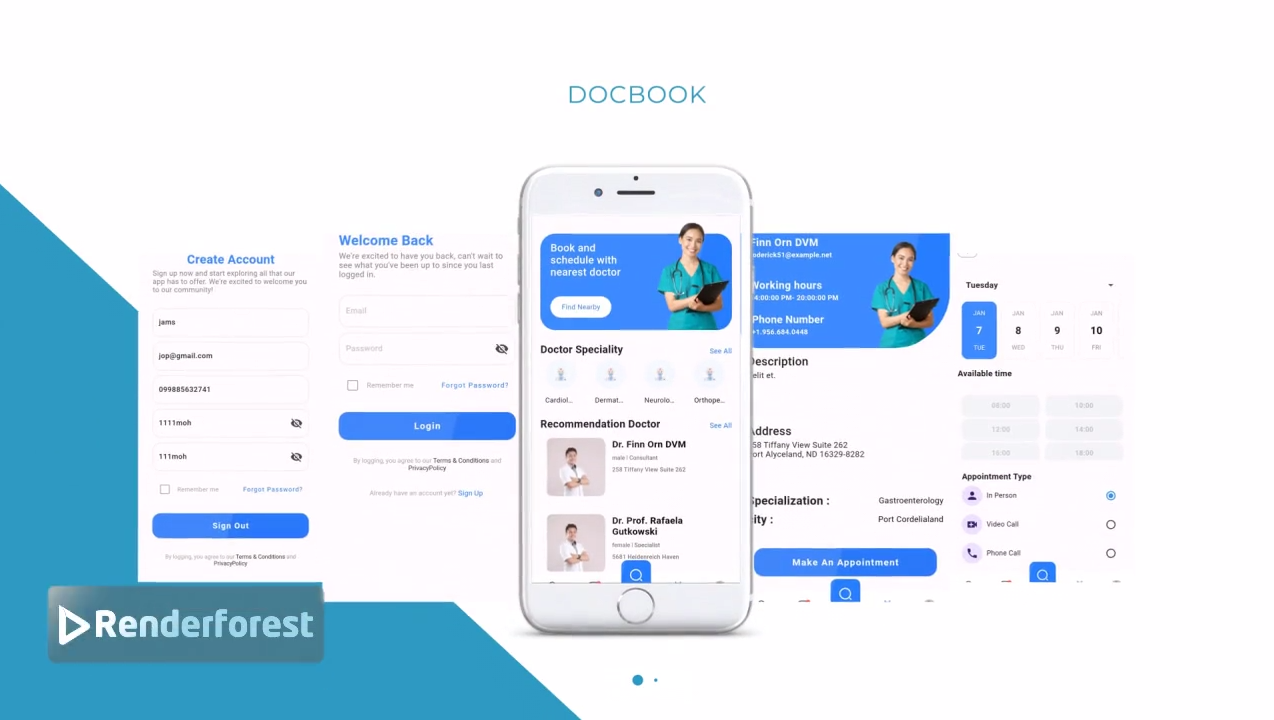 DOCBOOK
Create Account
Sign up now and start exploring all that our
app has to offer. We're excited to welcome you
to our community!
jams
jop@gmail.com
099885632741
1111moh
111moh
Remember me
Forgot Password?
Sign Out
By logging, you agree to our Terms & Conditions and
PrivacyPolicy
Welcome Back
We're excited to have you back, can't wait to
see what you've been up to since you last
logged in.
Email
Password
Remember me
Forgot Password?
Login
By logging, you agree to our Terms & Conditions and
PrivacyPolicy
Already have an account yet? Sign Up
Book and
schedule with
nearest doctor
Find Nearby
Doctor Speciality
See All
Cardiol...
Dermat...
Neurolo...
Orthope...
Recommendation Doctor
See All
Dr. Finn Orn DVM
male | Consultant
258 Tiffany View Suite 262
Dr. Prof. Rafaela
Gutkowski
female | Specialist
5681 Heidenreich Haven
Finn Orn DVM
oderick51@example.net
Working hours
14:00:00 PM- 20:00:00 PM
Phone Number
+1.956.684.0448
Description
elit et.
Address
58 Tiffany View Suite 262
ort Alyceland, ND 16329-8282
Specialization :
Gastroenterology
ity :
Port Cordelialand
Make An Appointment
Tuesday
JAN
7
TUE
JAN
8
WED
JAN
9
THU
JAN
10
FRI
Available time
09:00
10:00
12:00
14:00
16:00
18:00
Appointment Type
In Person
Video Call
Phone Call
Renderforest